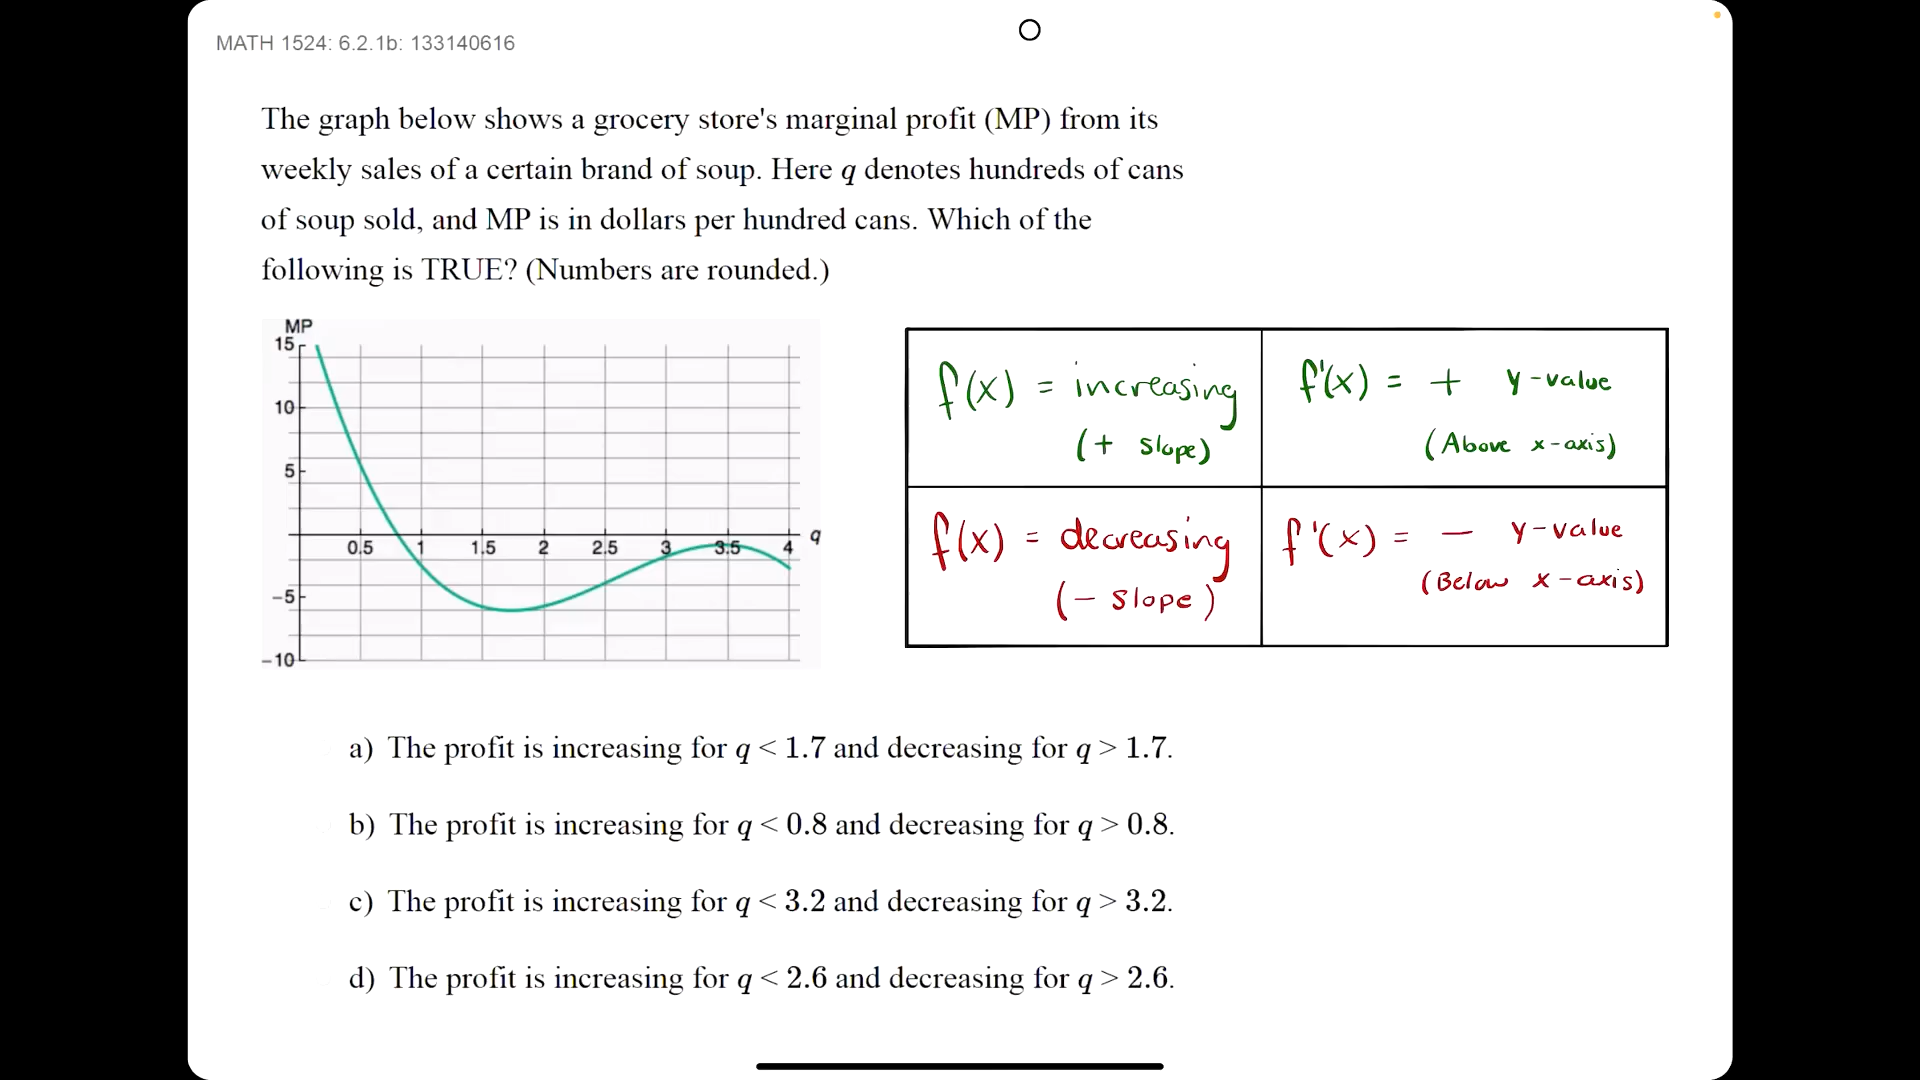 MATH 1524: 6.2.1b: 133140616
The graph below shows a grocery store's marginal profit (MP) from its
weekly sales of a certain brand of soup. Here q denotes hundreds of cans
of soup sold, and MP is in dollars per hundred cans. Which of the
following is TRUE? (Numbers are rounded.)
MP
15
10
5
-5
-10
0.5 1 1.5 2 2.5 3 3.5 4 q
f(x) = increasing
(+ slope)
f'(x) = + y-value
(Above x-axis)
f(x) = decreasing
(- slope)
f'(x) = - y-value
(Below x-axis)
a) The profit is increasing for q < 1.7 and decreasing for q > 1.7.
b) The profit is increasing for q < 0.8 and decreasing for q > 0.8.
c) The profit is increasing for q < 3.2 and decreasing for q > 3.2.
d) The profit is increasing for q < 2.6 and decreasing for q > 2.6.